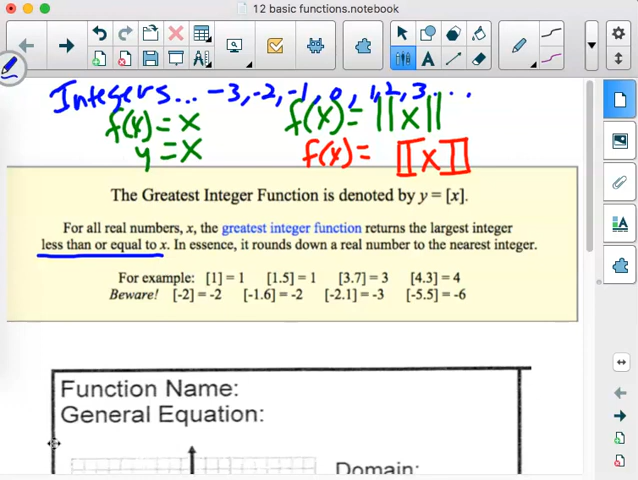 12 basic functions.notebook
Integers... -3, -2, -1, 0, 1, 2, 3...
f(x) = x f(x) = ||x||
y = x f(x) = [[x]]
The Greatest Integer Function is denoted by y = [x].
For all real numbers, x, the greatest integer function returns the largest integer
less than or equal to x. In essence, it rounds down a real number to the nearest integer.
For example: [1] = 1 [1.5] = 1 [3.7] = 3 [4.3] = 4
Beware! [-2] = -2 [-1.6] = -2 [-2.1] = -3 [-5.5] = -6
Function Name:
General Equation:
Domain: